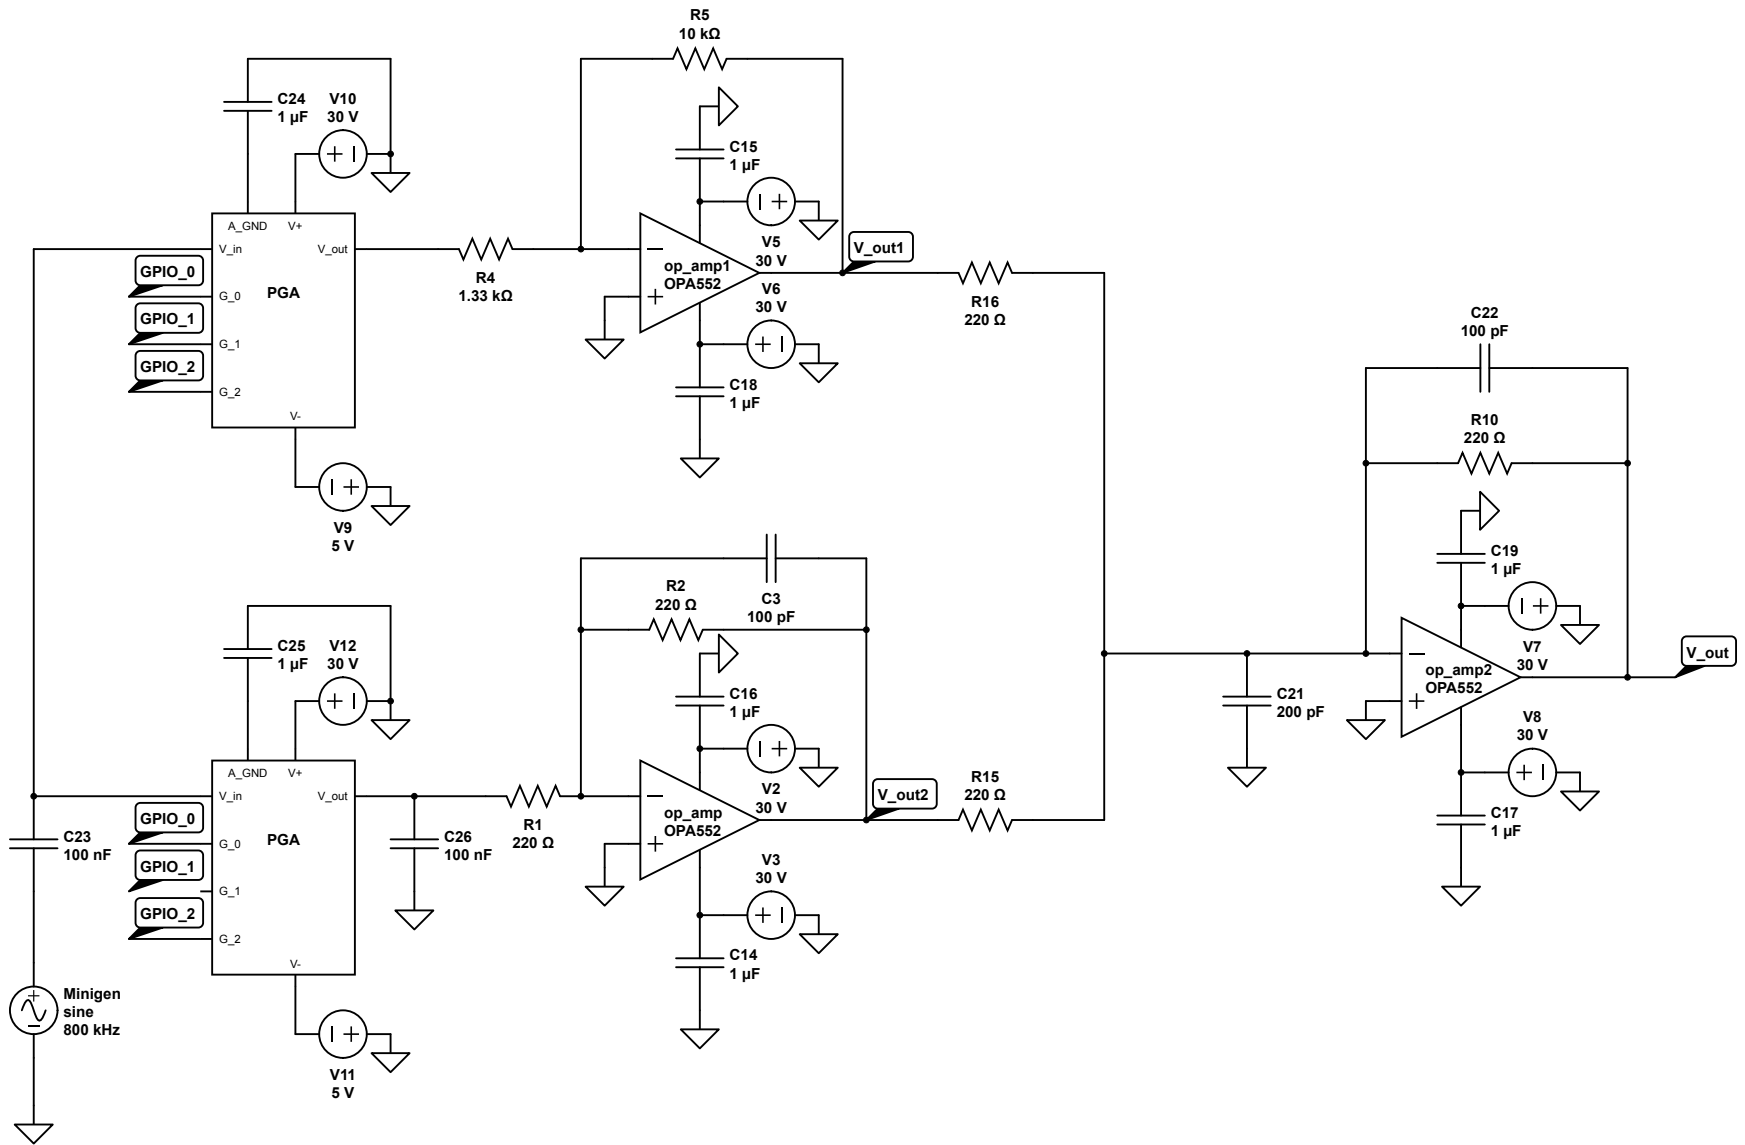 R5
10 kΩ
C24
1 µF
V10
30 V
C15
1 µF
A_GND
V+
V_in
V_out
GPIO_0
G_0
PGA
GPIO_1
G_1
GPIO_2
G_2
V-
R4
1.33 kΩ
op_amp1
OPA552
V5
30 V
V6
30 V
V_out1
R16
220 Ω
C18
1 µF
V9
5 V
C22
100 pF
R10
220 Ω
C19
1 µF
R2
220 Ω
C3
100 pF
C25
1 µF
V12
30 V
C16
1 µF
A_GND
V+
V_in
V_out
GPIO_0
G_0
PGA
GPIO_1
G_1
GPIO_2
G_2
V-
C23
100 nF
C26
100 nF
R1
220 Ω
op_amp
OPA552
V2
30 V
V3
30 V
V_out2
R15
220 Ω
C14
1 µF
C21
200 pF
op_amp2
OPA552
V7
30 V
V8
30 V
V_out
C17
1 µF
Minigen
sine
800 kHz
V11
5 V